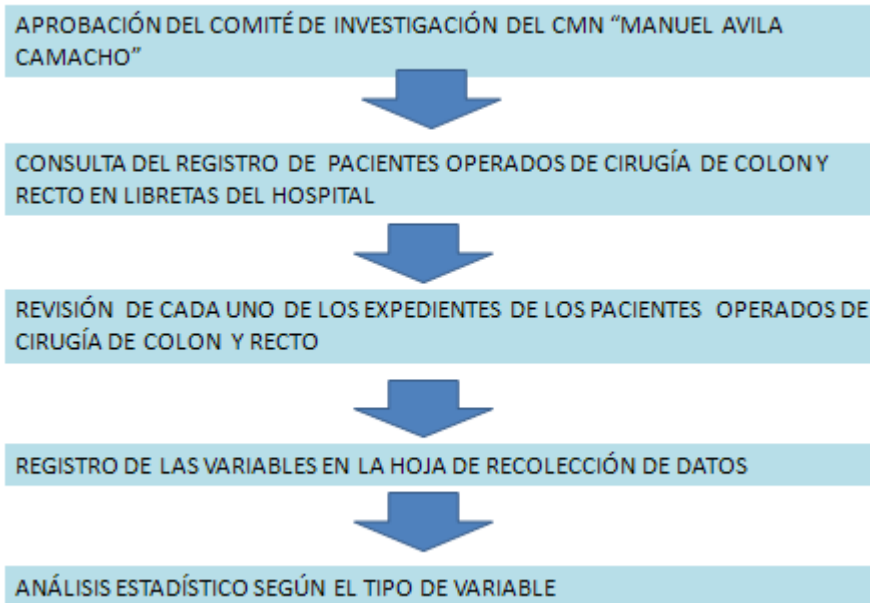 APROBACIÓN DEL COMITÉ DE INVESTIGACIÓN DEL CMN “MANUEL AVILA
CAMACHO”
CONSULTA DEL REGISTRO DE PACIENTES OPERADOS DE CIRUGÍA DE COLON Y
RECTO EN LIBRETAS DEL HOSPITAL
REVISIÓN DE CADA UNO DE LOS EXPEDIENTES DE LOS PACIENTES OPERADOS DE
CIRUGÍA DE COLON Y RECTO
REGISTRO DE LAS VARIABLES EN LA HOJA DE RECOLECCIÓN DE DATOS
ANÁLISIS ESTADÍSTICO SEGÚN EL TIPO DE VARIABLE